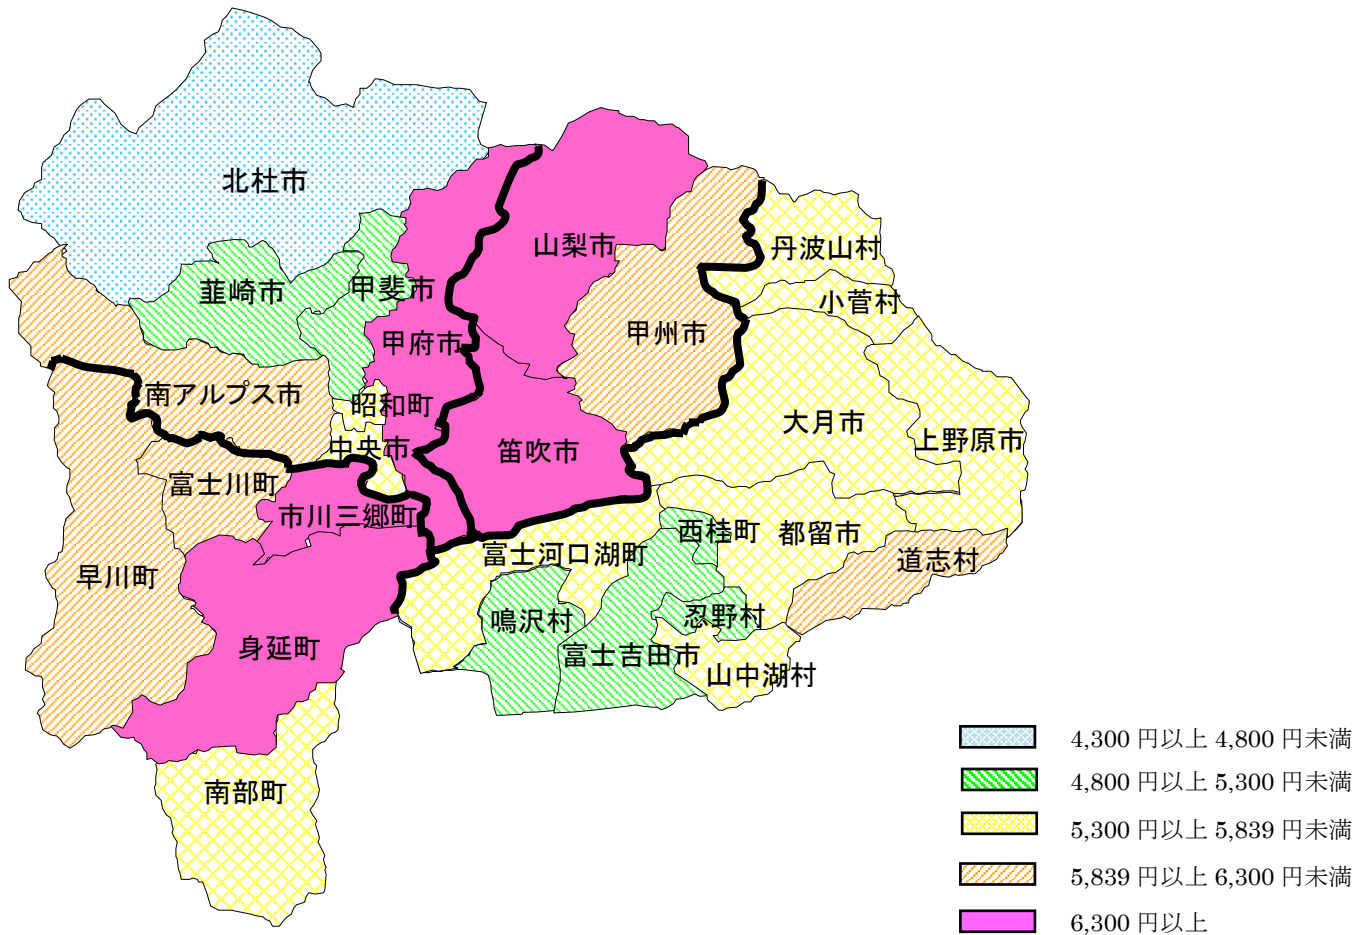 北杜市
山梨市
丹波山村
韮崎市
甲斐市
小菅村
甲府市
甲州市
南アルプス市
昭和町
大月市
上野原市
中央市
笛吹市
富士川町
市川三郷町
西桂町
都留市
富士河口湖町
道志村
早川町
鳴沢村
忍野村
身延町
富士吉田市
山中湖村
南部町
4,300 円以上 4,800 円未満
4,800 円以上 5,300 円未満
5,300 円以上 5,839 円未満
5,839 円以上 6,300 円未満
6,300 円以上